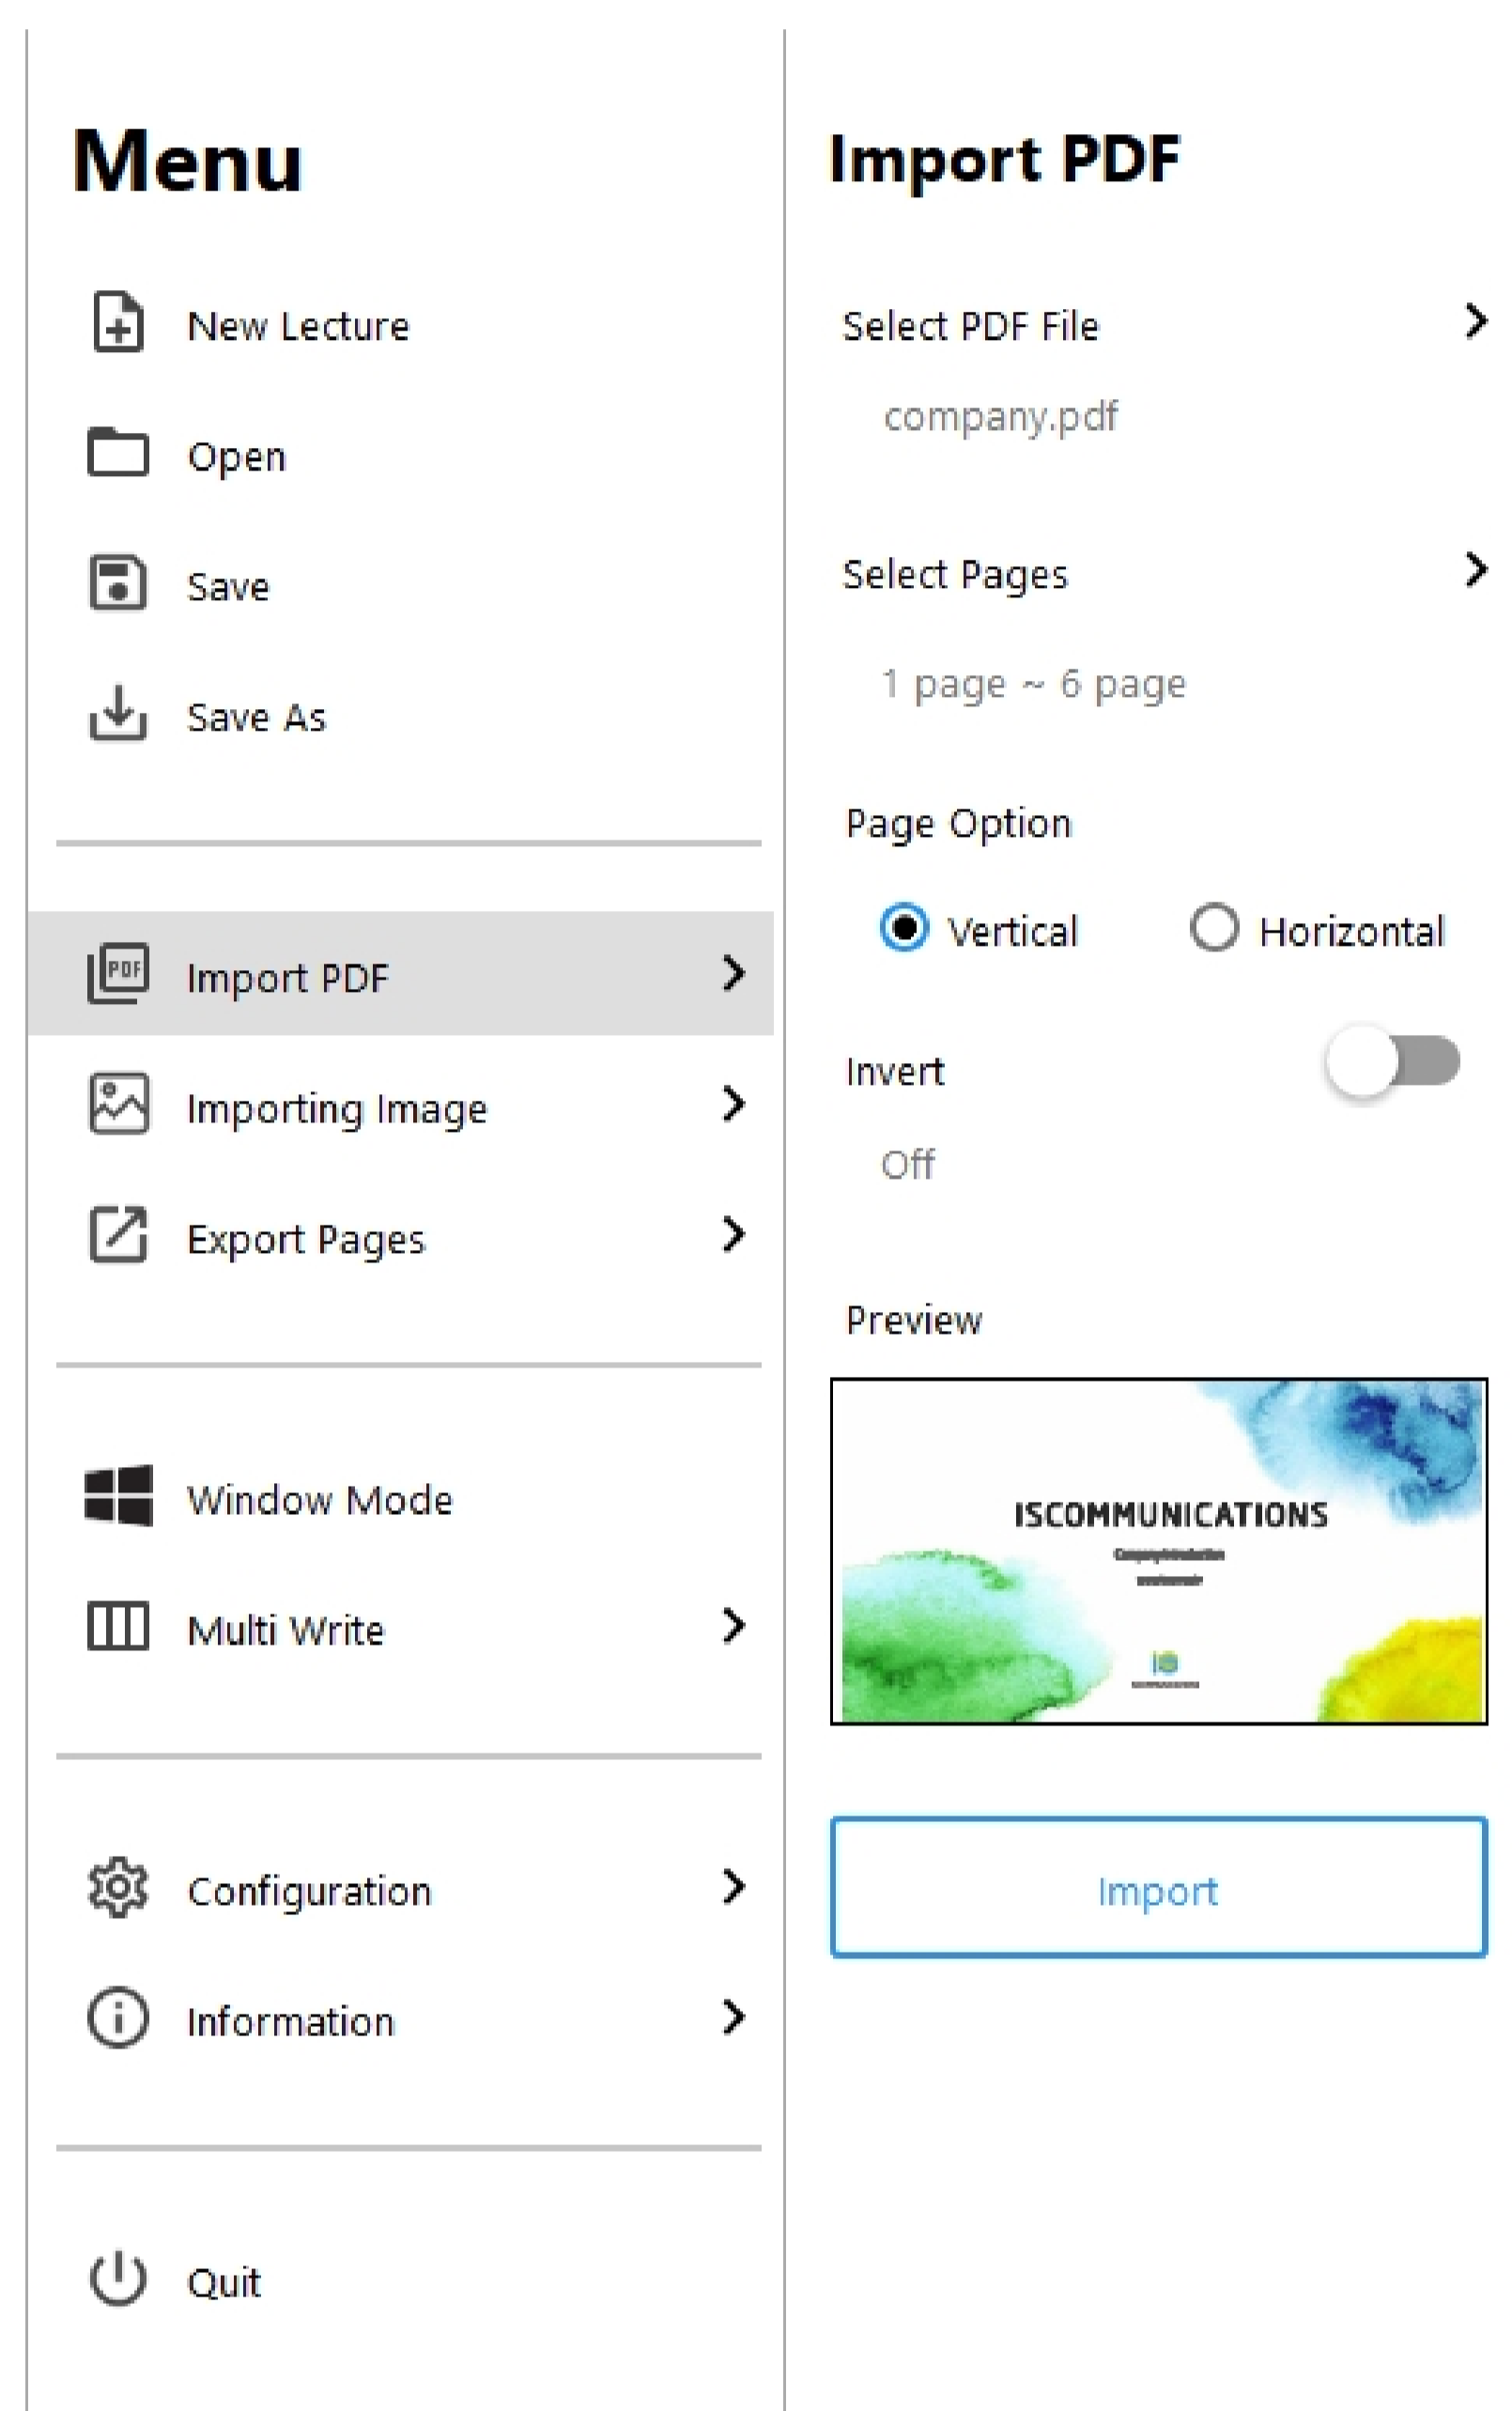 Menu
New Lecture
Open
Save
Save As
PDF
Import PDF
Importing Image
Export Pages
Window Mode
Multi Write
Configuration
Information
Quit
Import PDF
Select PDF File
company.pdf
Select Pages
1 page ~ 6 page
Page Option
Vertical
Horizontal
Invert
Off
Preview
ISCOMMUNICATIONS
Import